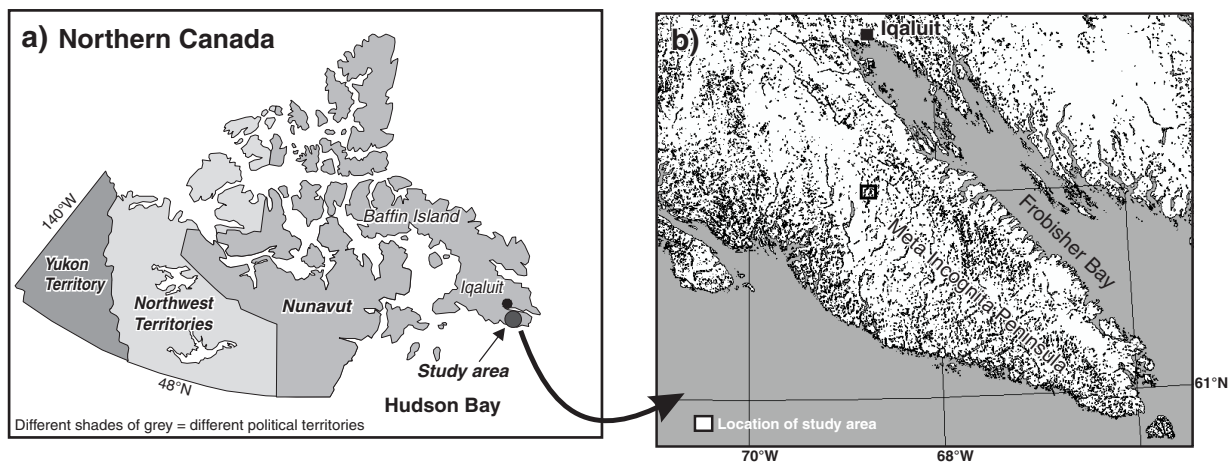 a) Northern Canada
140°W
Baffin Island
Yukon
Territory
Northwest
Territories
Nunavut
Iqaluit
Study area
48°N
Hudson Bay
Different shades of grey = different political territories
b)
Iqaluit
Frobisher Bay
Meta Incognita Peninsula
61°N
Location of study area
70°W
68°W